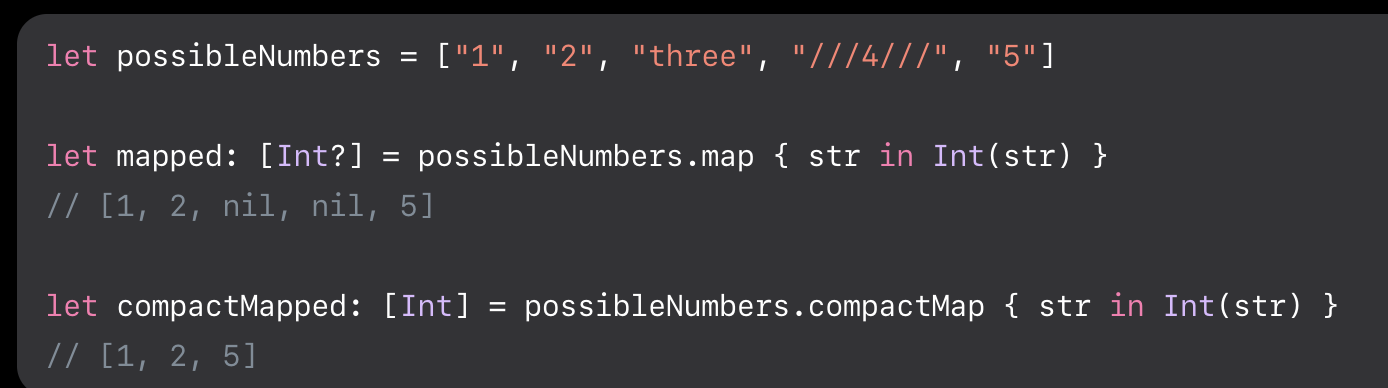 let possibleNumbers = ["1", "2", "three", "///4///", "5"]
let mapped: [Int?] = possibleNumbers.map { str in Int(str) }
// [1, 2, nil, nil, 5]
let compactMapped: [Int] = possibleNumbers.compactMap { str in Int(str) }
// [1, 2, 5]